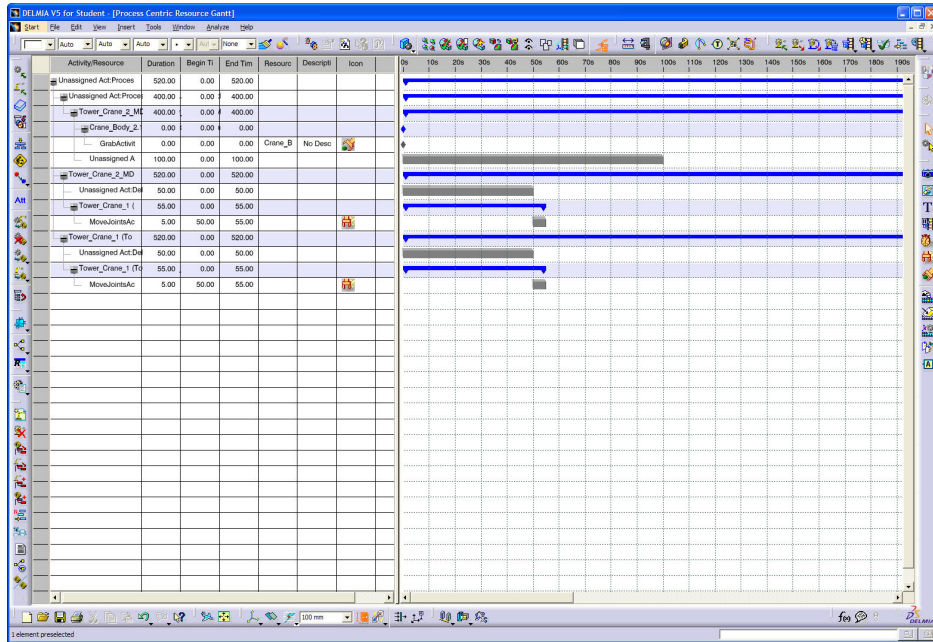 DELMIA V5 for Student - [Process Centric Resource Gantt]
Start File Edit View Insert Tools Window Analyze Help
Auto Auto Auto Aut None
Activity/Resource Duration Begin Ti End Tim Resourc Descripti Icon 0s 10s 20s 30s 40s 50s 60s 70s 80s 90s 100s 110s 120s 130s 140s 150s 160s 170s 180s 190s
Unassigned Act:Proces 520.00 0.00 520.00
Unassigned Act:Proces 400.00 0.00 400.00
Tower_Crane_2_MD 400.00 0.00 400.00
Crane_Body_2. 0.00 0.00 0.00
GrabActivit 0.00 0.00 0.00 Crane_B No Desc
Unassigned A 100.00 0.00 100.00
Tower_Crane_2_MD 520.00 0.00 520.00
Unassigned Act:Del 50.00 0.00 50.00
Att
Tower_Crane_1 ( 55.00 0.00 55.00
T
MoveJointsAc 5.00 50.00 55.00
Tower_Crane_1 (To 520.00 0.00 520.00
Unassigned Act:Del 50.00 0.00 50.00
Tower_Crane_1 (To 55.00 0.00 55.00
MoveJointsAc 5.00 50.00 55.00
R
A
100 mm
f(x)
DELMIA
1 element preselected